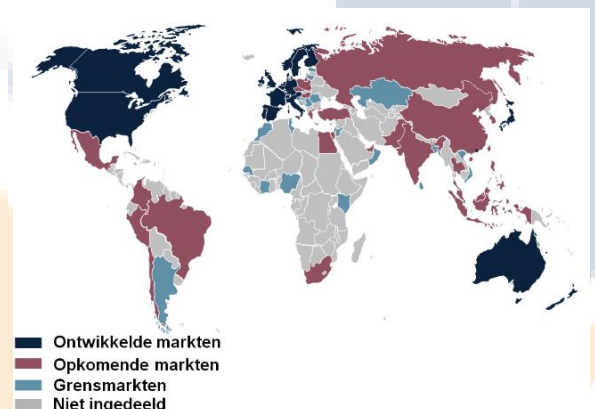 Ontwikkelde markten
Opkomende markten
Grensmarkten
Niet ingedeeld